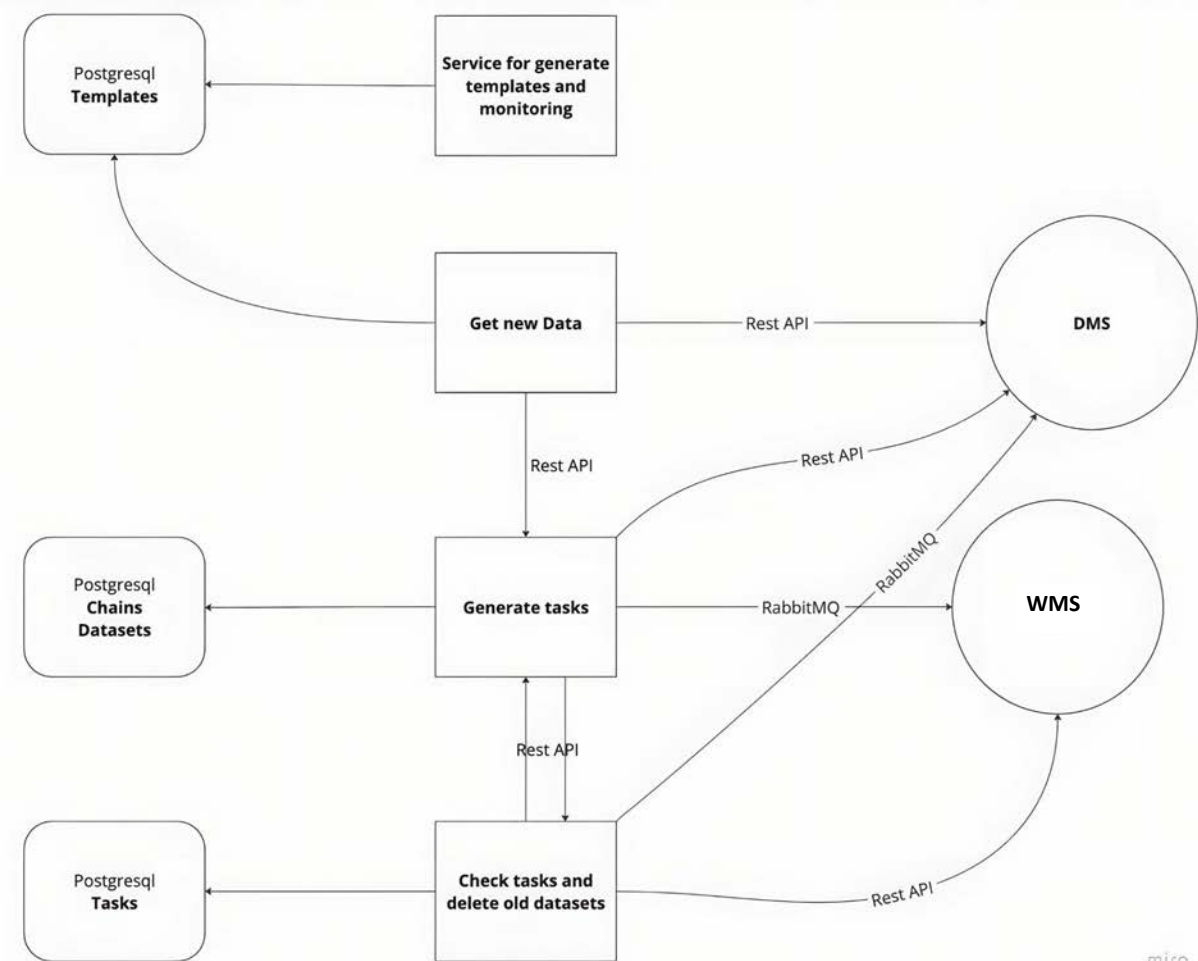 Postgresql
Templates
Service for generate
templates and
monitoring
Get new Data
Rest API
DMS
Rest API
Rest API
RabbitMQ
Postgresql
Chains
Datasets
Generate tasks
RabbitMQ
WMS
Rest API
Postgresql
Tasks
Check tasks and
delete old datasets
Rest API
miro